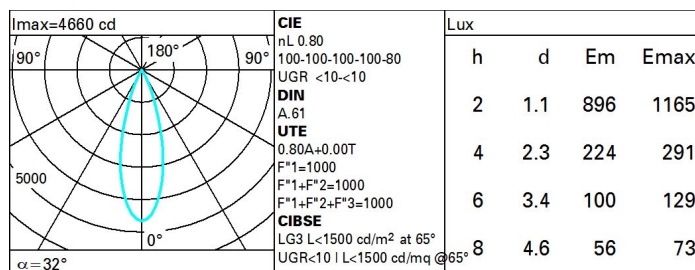 Imax=4660 cd
90°
180°
90°
5000
0°
α=32°
CIE
nL 0.80
100-100-100-100-80
UGR <10-<10
DIN
A.61
UTE
0.80A+0.00T
F"1=1000
F"1+F"2=1000
F"1+F"2+F"3=1000
CIBSE
LG3 L<1500 cd/m² at 65°
UGR<10 | L<1500 cd/mq @65°
Lux
h d Em Emax
2 1.1 896 1165
4 2.3 224 291
6 3.4 100 129
8 4.6 56 73